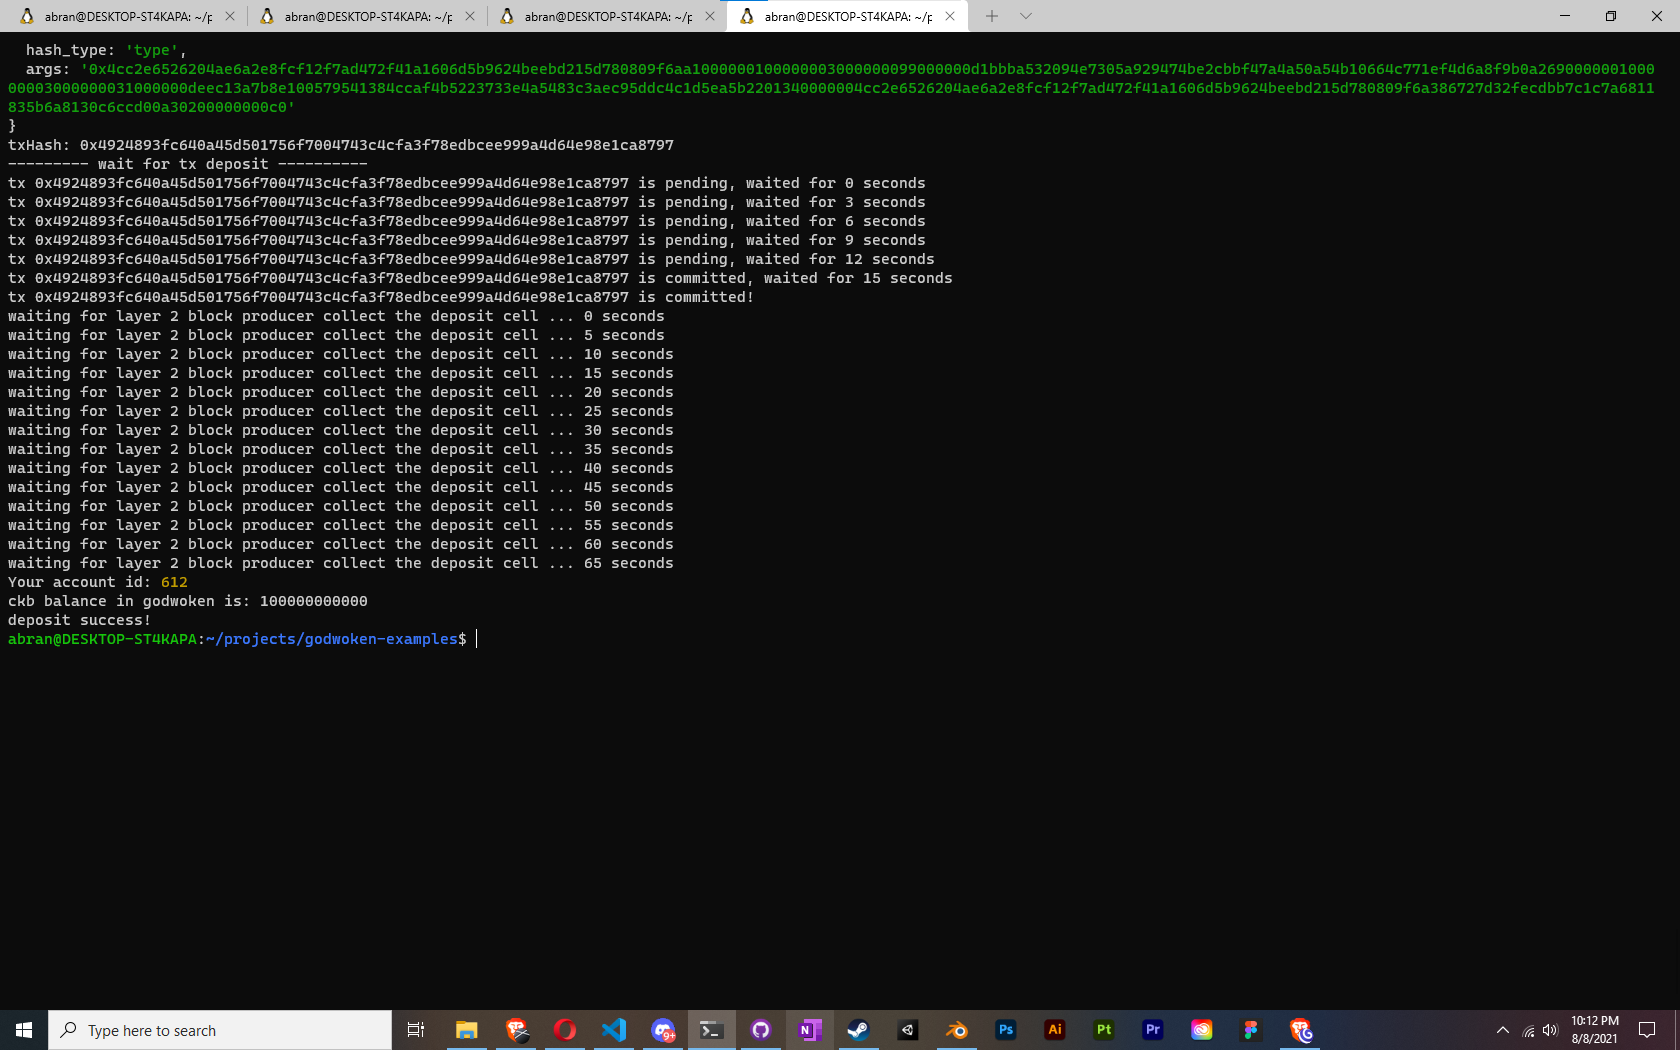 abran@DESKTOP-ST4KAPA: ~/p
abran@DESKTOP-ST4KAPA: ~/p
abran@DESKTOP-ST4KAPA: ~/p
abran@DESKTOP-ST4KAPA: ~/p
hash_type: 'type',
args: '0x4cc2e6526204ae6a2e8fcf12f7ad472f41a1606d5b9624beebd215d780809f6aa10000001000000003000000099000000d1bbba532094e7305a929474be2cbbf47a4a50a54b10664c771ef4d6a8f9b0a2690000001000
0000300000031000000deec13a7b8e100579541384ccaf4b5223733e4a5483c3aec95ddc4c1d5ea5b220134000004cc2e6526204ae6a2e8fcf12f7ad472f41a1606d5b9624beebd215d780809f6a386727d32fecdbb7c1c7a6811
835b6a8130c6ccd00a30200000000c0'
}
txHash: 0x4924893fc640a45d501756f7004743c4cfa3f78edbcee999a4d64e98e1ca8797
--------- wait for tx deposit ----------
tx 0x4924893fc640a45d501756f7004743c4cfa3f78edbcee999a4d64e98e1ca8797 is pending, waited for 0 seconds
tx 0x4924893fc640a45d501756f7004743c4cfa3f78edbcee999a4d64e98e1ca8797 is pending, waited for 3 seconds
tx 0x4924893fc640a45d501756f7004743c4cfa3f78edbcee999a4d64e98e1ca8797 is pending, waited for 6 seconds
tx 0x4924893fc640a45d501756f7004743c4cfa3f78edbcee999a4d64e98e1ca8797 is pending, waited for 9 seconds
tx 0x4924893fc640a45d501756f7004743c4cfa3f78edbcee999a4d64e98e1ca8797 is pending, waited for 12 seconds
tx 0x4924893fc640a45d501756f7004743c4cfa3f78edbcee999a4d64e98e1ca8797 is committed, waited for 15 seconds
tx 0x4924893fc640a45d501756f7004743c4cfa3f78edbcee999a4d64e98e1ca8797 is committed!
waiting for layer 2 block producer collect the deposit cell ... 0 seconds
waiting for layer 2 block producer collect the deposit cell ... 5 seconds
waiting for layer 2 block producer collect the deposit cell ... 10 seconds
waiting for layer 2 block producer collect the deposit cell ... 15 seconds
waiting for layer 2 block producer collect the deposit cell ... 20 seconds
waiting for layer 2 block producer collect the deposit cell ... 25 seconds
waiting for layer 2 block producer collect the deposit cell ... 30 seconds
waiting for layer 2 block producer collect the deposit cell ... 35 seconds
waiting for layer 2 block producer collect the deposit cell ... 40 seconds
waiting for layer 2 block producer collect the deposit cell ... 45 seconds
waiting for layer 2 block producer collect the deposit cell ... 50 seconds
waiting for layer 2 block producer collect the deposit cell ... 55 seconds
waiting for layer 2 block producer collect the deposit cell ... 60 seconds
waiting for layer 2 block producer collect the deposit cell ... 65 seconds
Your account id: 612
ckb balance in godwoken is: 100000000000
deposit success!
abran@DESKTOP-ST4KAPA:~/projects/godwoken-examples$
Type here to search
9+
N
Ps
Ai
Pt
Pr
10:12 PM
8/8/2021